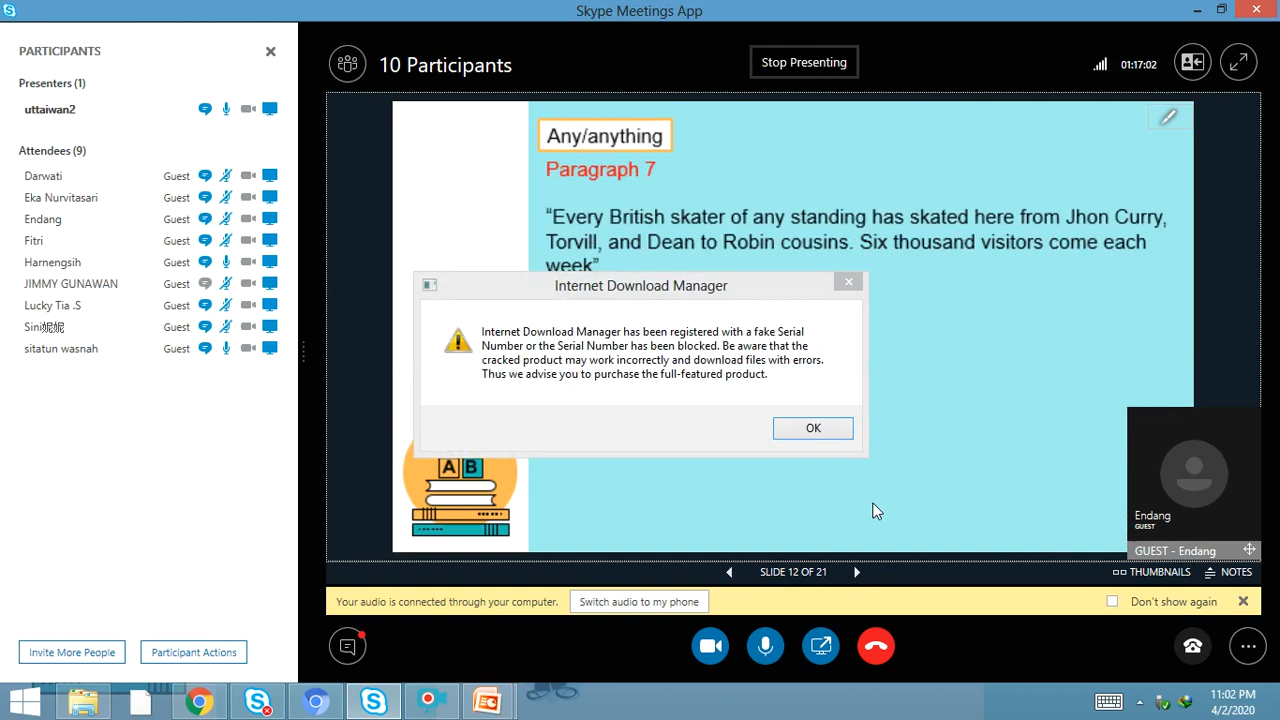 Skype Meetings App
PARTICIPANTS
Presenters (1)
uttaiwan2
Attendees (9)
Darwati Guest
Eka Nurvitasari Guest
Endang Guest
Fitri Guest
Harnengsih Guest
JIMMY GUNAWAN Guest
Lucky Tia .S Guest
Sini妮妮 Guest
sitatun wasnah Guest
Invite More People
Participant Actions
10 Participants
Stop Presenting
01:17:02
Any/anything
Paragraph 7
“Every British skater of any standing has skated here from Jhon Curry,
Torvill, and Dean to Robin cousins. Six thousand visitors come each
week”
Internet Download Manager
Internet Download Manager has been registered with a fake Serial
Number or the Serial Number has been blocked. Be aware that the
cracked product may work incorrectly and download files with errors.
Thus we advise you to purchase the full-featured product.
OK
A B
Endang
GUEST
GUEST - Endang
SLIDE 12 OF 21
THUMBNAILS
NOTES
Your audio is connected through your computer.
Switch audio to my phone
Don't show again
11:02 PM
4/2/2020